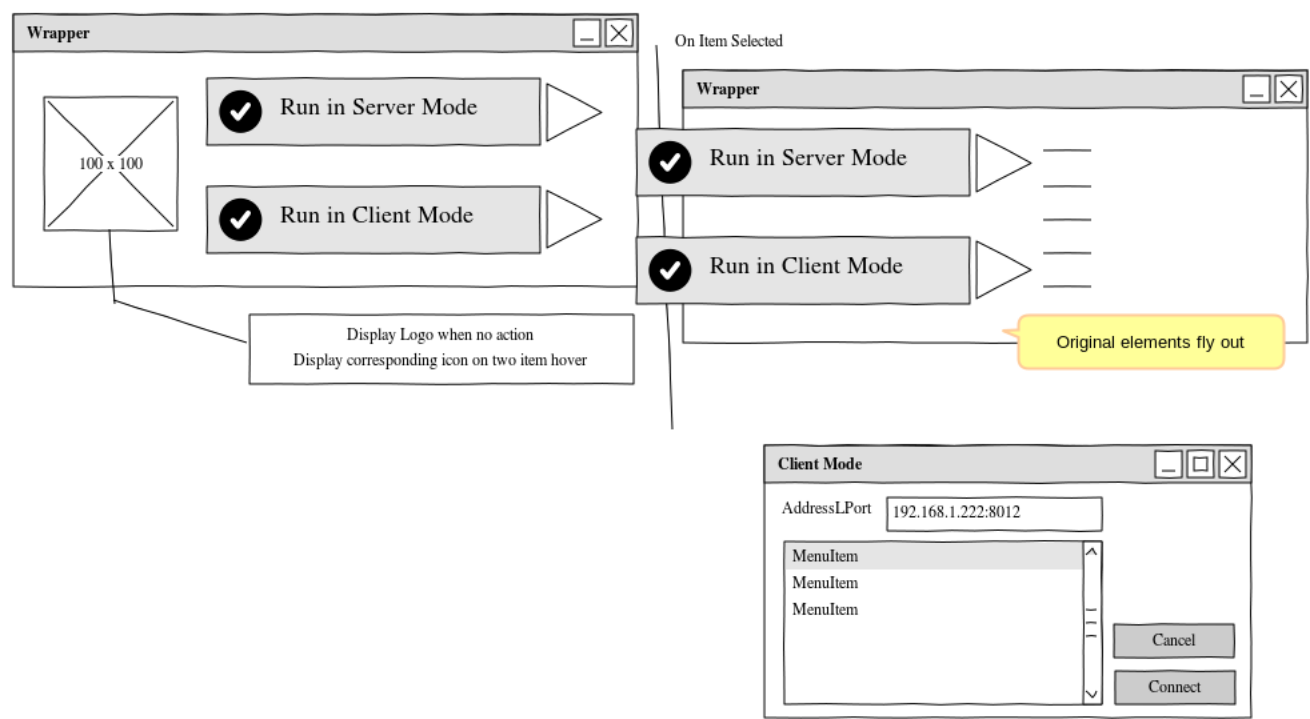 Wrapper
100 x 100
Run in Server Mode
Run in Client Mode
Display Logo when no action
Display corresponding icon on two item hover
On Item Selected
Wrapper
Run in Server Mode
Run in Client Mode
Original elements fly out
Client Mode
AddressLPort
192.168.1.222:8012
MenuItem
MenuItem
MenuItem
Cancel
Connect